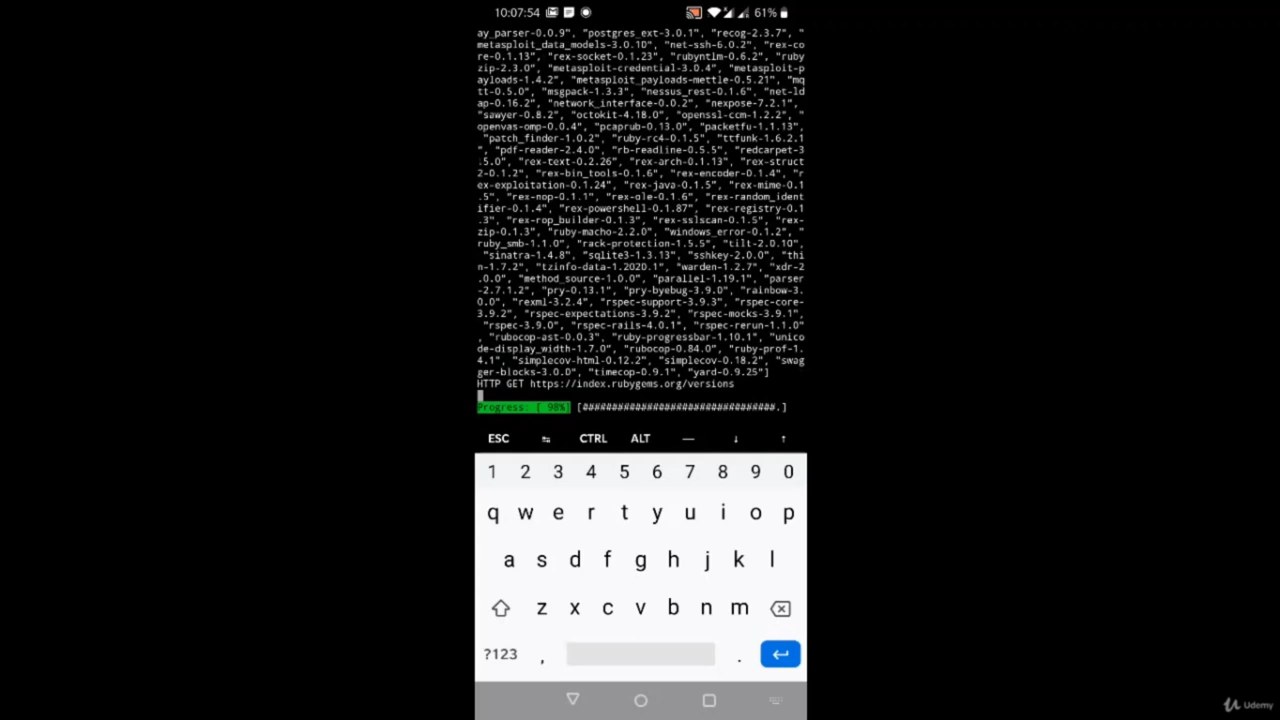 10:07:54 61%
ay_parser-0.0.9", "postgres_ext-3.0.1", "recog-2.3.7", "
metasploit_data_models-3.0.10", "net-ssh-6.0.2", "rex-co
re-0.1.13", "rex-socket-0.1.23", "rubyntlm-0.6.2", "ruby
zip-2.3.0", "metasploit-credential-3.0.4", "metasploit-p
ayloads-1.4.2", "metasploit_payloads-mettle-0.5.21", "mq
tt-0.5.0", "msgpack-1.3.3", "nessus_rest-0.1.6", "net-ld
ap-0.16.2", "network_interface-0.0.2", "nexpose-7.2.1",
"sawyer-0.8.2", "octokit-4.18.0", "openssl-ccm-1.2.2", "
openvas-omp-0.0.4", "pcaprub-0.13.0", "packetfu-1.1.13",
"patch_finder-1.0.2", "ruby-rc4-0.1.5", "ttfunk-1.6.2.1
", "pdf-reader-2.4.0", "rb-readline-0.5.5", "redcarpet-3
.5.0", "rex-text-0.2.26", "rex-arch-0.1.13", "rex-struct
2-0.1.2", "rex-bin_tools-0.1.6", "rex-encoder-0.1.4", "r
ex-exploitation-0.1.24", "rex-java-0.1.5", "rex-mime-0.1
.5", "rex-nop-0.1.1", "rex-ole-0.1.6", "rex-random_ident
ifier-0.1.4", "rex-powershell-0.1.87", "rex-registry-0.1
.3", "rex-rop_builder-0.1.3", "rex-sslscan-0.1.5", "rex-
zip-0.1.3", "ruby-macho-2.2.0", "windows_error-0.1.2", "
ruby_smb-1.1.0", "rack-protection-1.5.5", "tilt-2.0.10",
"sinatra-1.4.8", "sqlite3-1.3.13", "sshkey-2.0.0", "thi
n-1.7.2", "tzinfo-data-1.2020.1", "warden-1.2.7", "xdr-2
.0.0", "method_source-1.0.0", "parallel-1.19.1", "parser
-2.7.1.2", "pry-0.13.1", "pry-byebug-3.9.0", "rainbow-3.
0.0", "rexml-3.2.4", "rspec-support-3.9.3", "rspec-core-
3.9.2", "rspec-expectations-3.9.2", "rspec-mocks-3.9.1",
"rspec-3.9.0", "rspec-rails-4.0.1", "rspec-rerun-1.1.0"
, "rubocop-ast-0.0.3", "ruby-progressbar-1.10.1", "unico
de-display_width-1.7.0", "rubocop-0.84.0", "ruby-prof-1.
4.1", "simplecov-html-0.12.2", "simplecov-0.18.2", "swag
ger-blocks-3.0.0", "timecop-0.9.1", "yard-0.9.25"]
HTTP GET https://index.rubygems.org/versions
Progress: [ 98%] [#################################.]
ESC ⇆ CTRL ALT — ↓ ↑
1 2 3 4 5 6 7 8 9 0
q w e r t y u i o p
a s d f g h j k l
z x c v b n m
?123 , .
Udemy